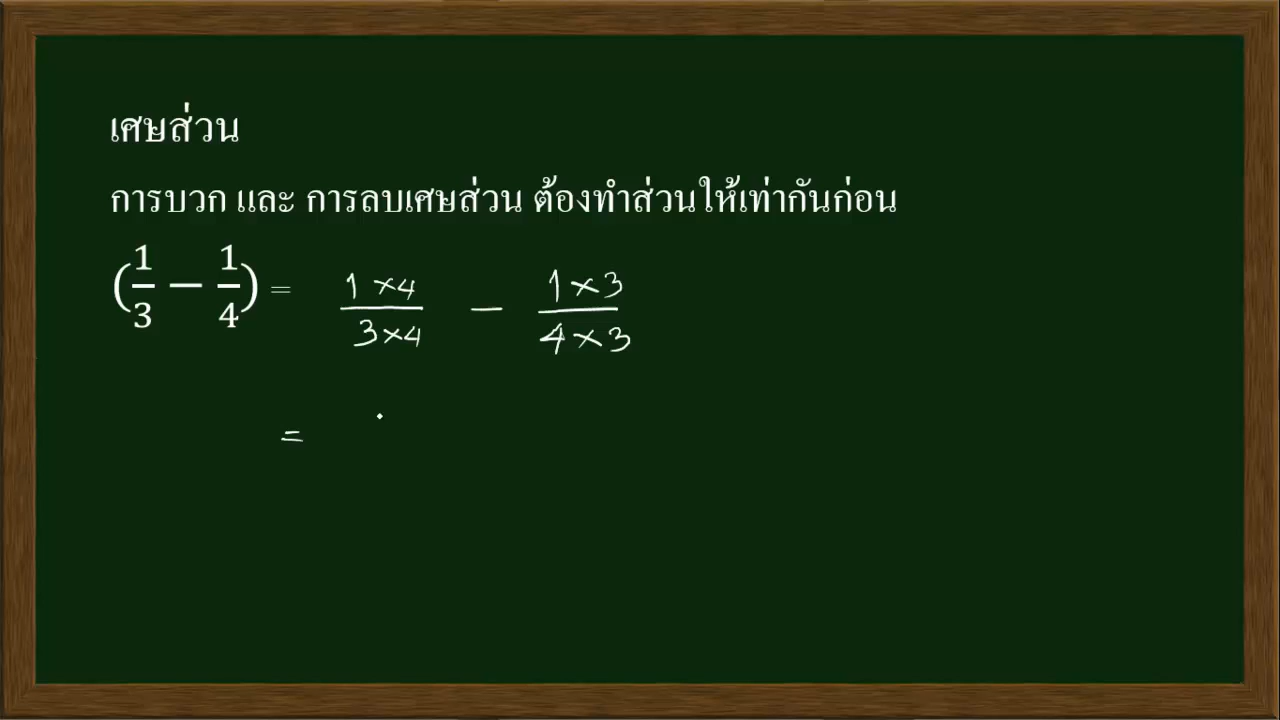 เศษส่วน
การบวก และ การลบเศษส่วน ต้องทำส่วนให้เท่ากันก่อน
(1/3 − 1/4) = 1×4/3×4 − 1×3/4×3
=